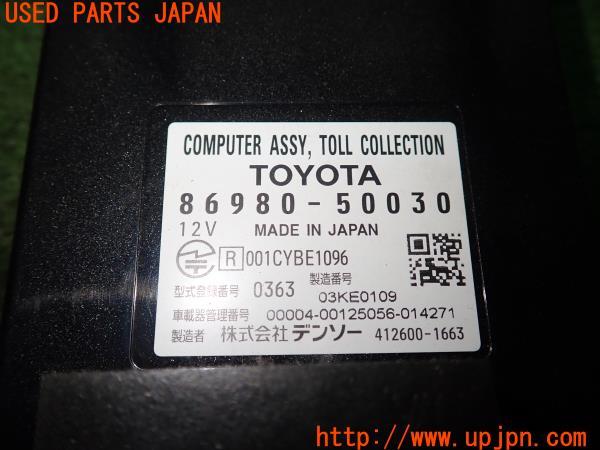 USED PARTS JAPAN
COMPUTER ASSY, TOLL COLLECTION
TOYOTA
86980-50030
12V MADE IN JAPAN
R 001CYBE1096
型式登録番号 0363 製造番号 03KE0109
車載器管理番号 00004-00125056-014271
製造者 株式会社 デンソー 412600-1663
http://www.upjpn.com/